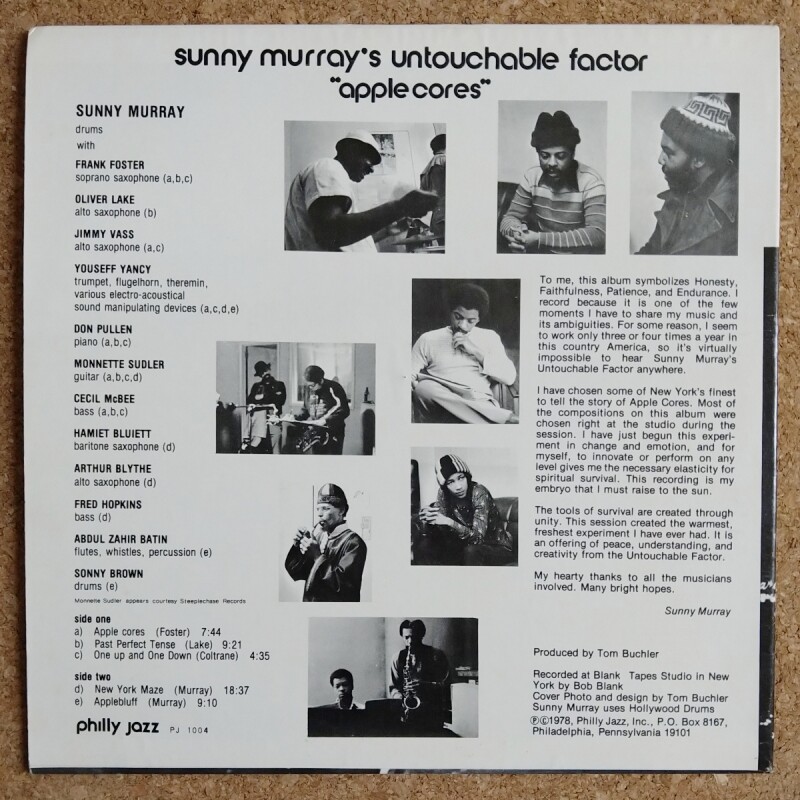 sunny murray's untouchable factor
"apple cores"
SUNNY MURRAY
drums
with
FRANK FOSTER
soprano saxophone (a,b,c)
OLIVER LAKE
alto saxophone (b)
JIMMY VASS
alto saxophone (a,c)
YOUSEFF YANCY
trumpet, flugelhorn, theremin,
various electro-acoustical
sound manipulating devices (a,c,d,e)
DON PULLEN
piano (a,b,c)
MONNETTE SUDLER
guitar (a,b,c,d)
CECIL McBEE
bass (a,b,c)
HAMIET BLUIETT
baritone saxophone (d)
ARTHUR BLYTHE
alto saxophone (d)
FRED HOPKINS
bass (d)
ABDUL ZAHIR BATIN
flutes, whistles, percussion (e)
SONNY BROWN
drums (e)
Monnette Sudler appears courtesy Steeplechase Records
side one
a) Apple cores (Foster) 7:44
b) Past Perfect Tense (Lake) 9:21
c) One up and One Down (Coltrane) 4:35
side two
d) New York Maze (Murray) 18:37
e) Applebluff (Murray) 9:10
philly jazz PJ 1004
To me, this album symbolizes Honesty,
Faithfulness, Patience, and Endurance. I
record because it is one of the few
moments I have to share my music and
its ambiguities. For some reason, I seem
to work only three or four times a year in
this country America, so it's virtually
impossible to hear Sunny Murray's
Untouchable Factor anywhere.
I have chosen some of New York's finest
to tell the story of Apple Cores. Most of
the compositions on this album were
chosen right at the studio during the
session. I have just begun this experi-
ment in change and emotion, and for
myself, to innovate or perform on any
level gives me the necessary elasticity for
spiritual survival. This recording is my
embryo that I must raise to the sun.
The tools of survival are created through
unity. This session created the warmest,
freshest experiment I have ever had. It is
an offering of peace, understanding, and
creativity from the Untouchable Factor.
My hearty thanks to all the musicians
involved. Many bright hopes.
Sunny Murray
Produced by Tom Buchler
Recorded at Blank Tapes Studio in New
York by Bob Blank
Cover Photo and design by Tom Buchler
Sunny Murray uses Hollywood Drums
℗©1978, Philly Jazz, Inc., P.O. Box 8167,
Philadelphia, Pennsylvania 19101